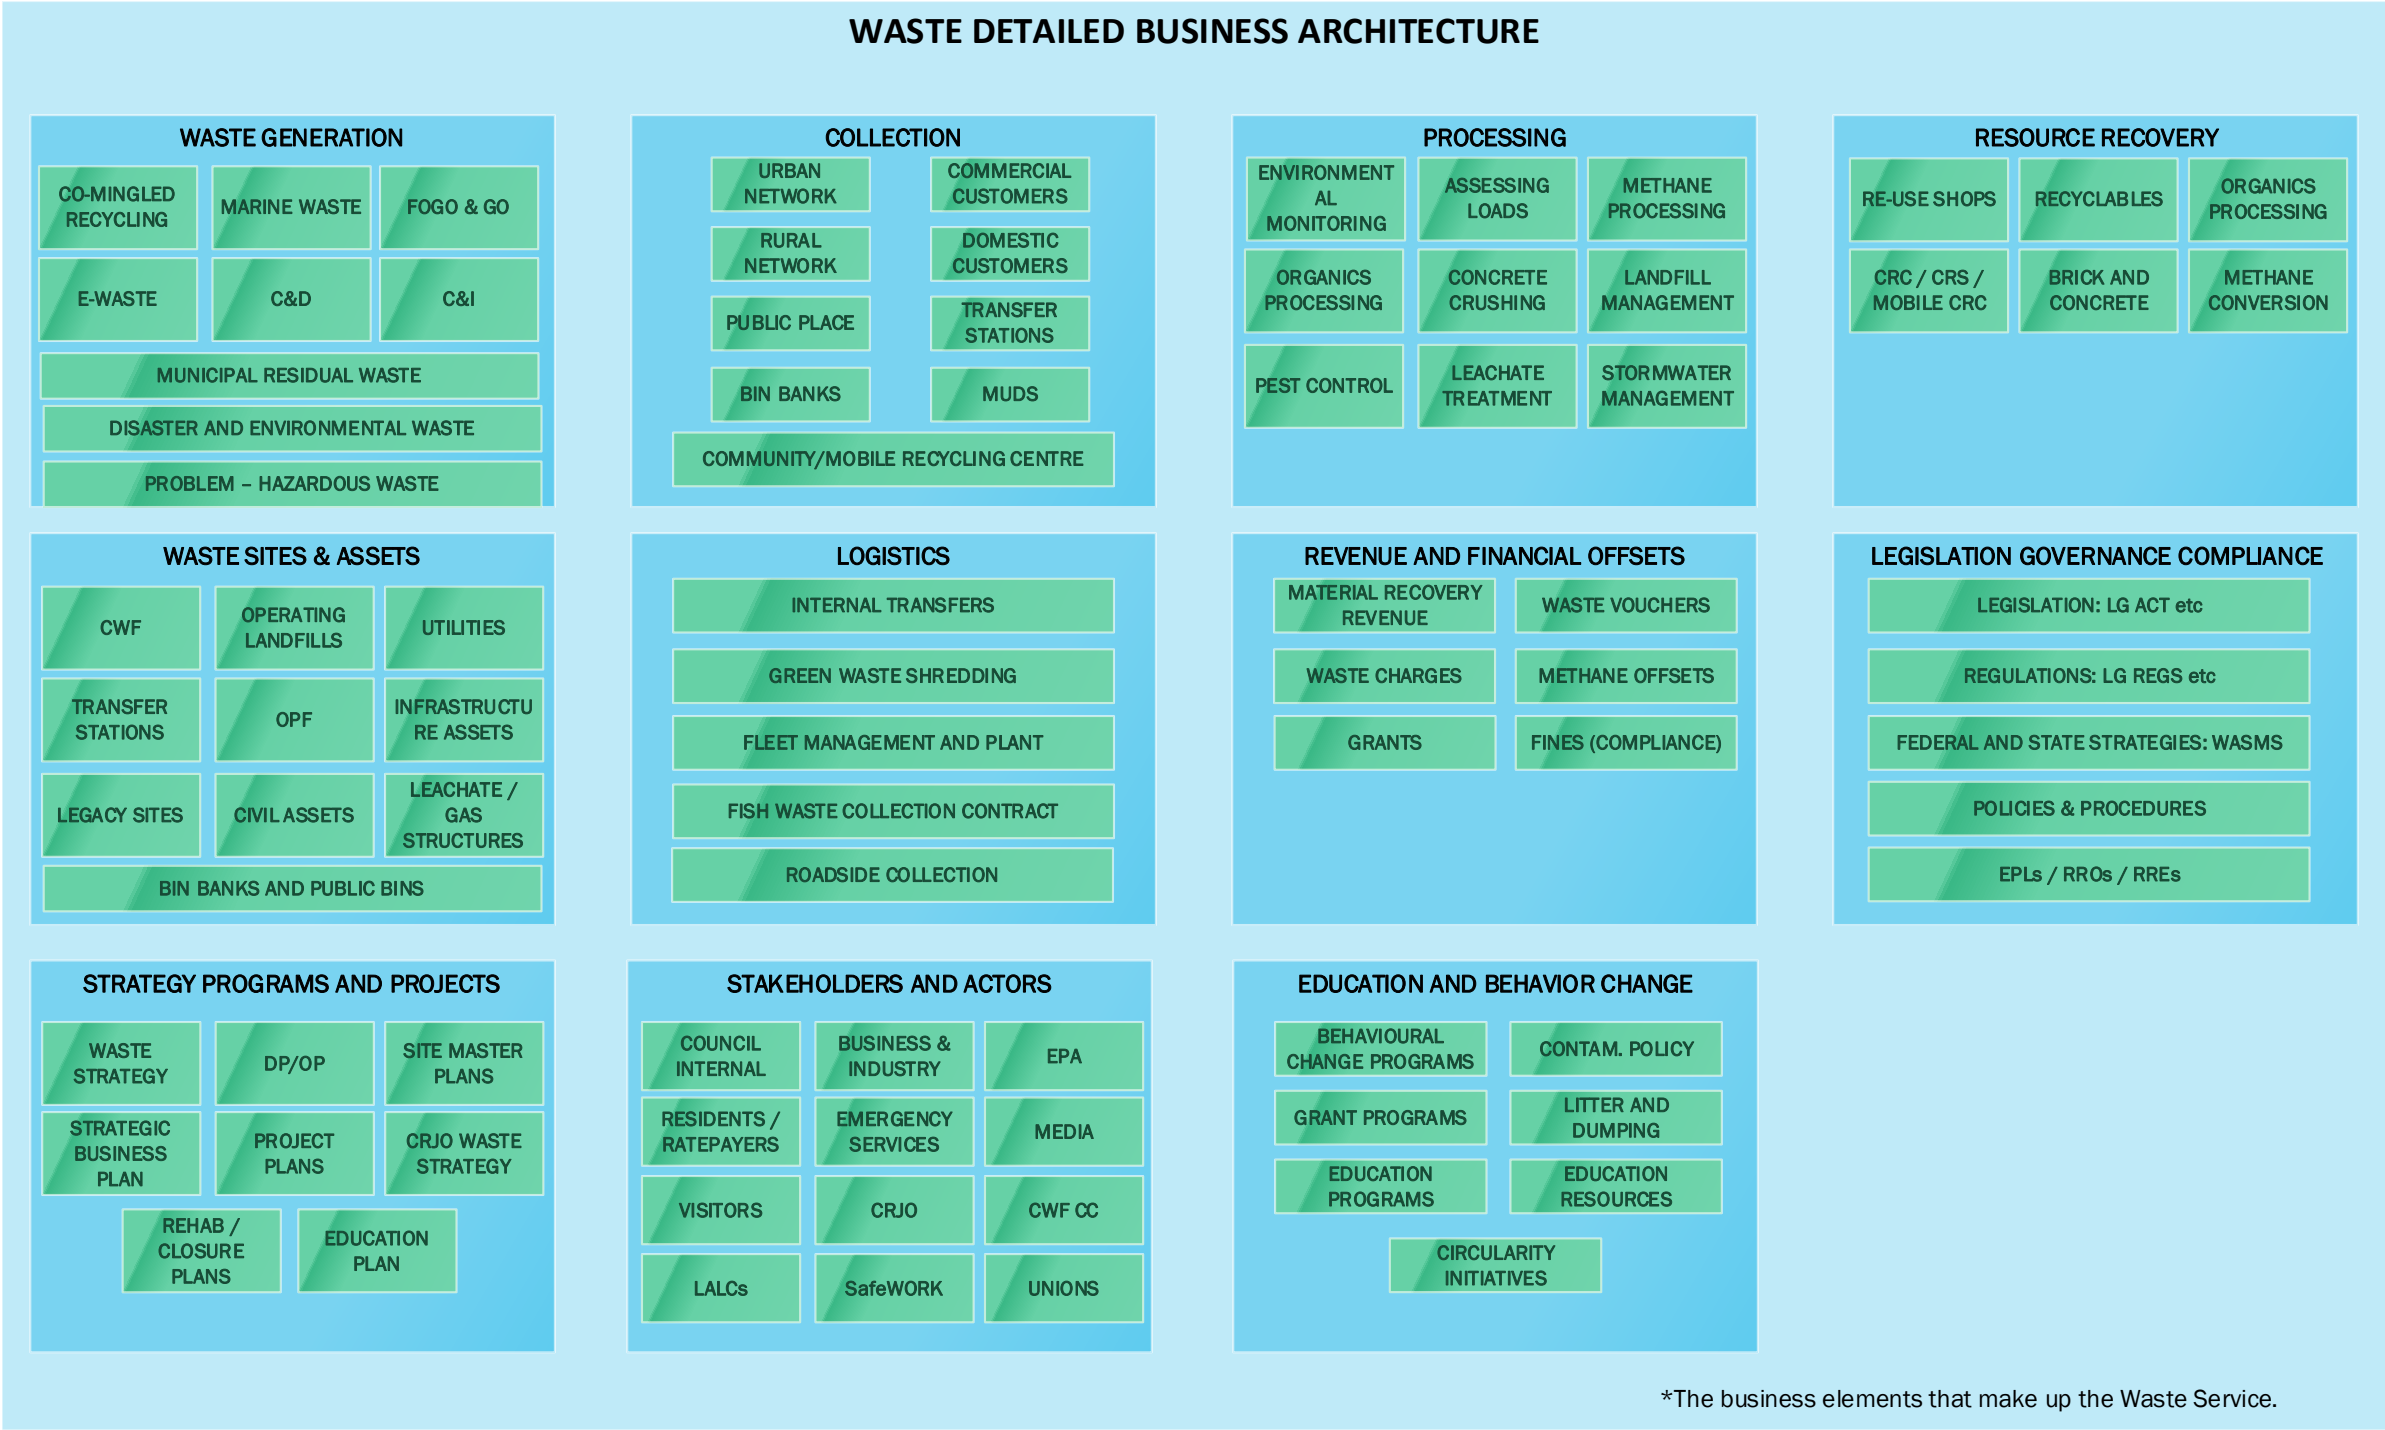 WASTE DETAILED BUSINESS ARCHITECTURE
WASTE GENERATION
CO-MINGLED
RECYCLING
MARINE WASTE
FOGO & GO
E-WASTE
C&D
C&I
MUNICIPAL RESIDUAL WASTE
DISASTER AND ENVIRONMENTAL WASTE
PROBLEM – HAZARDOUS WASTE
COLLECTION
URBAN
NETWORK
COMMERCIAL
CUSTOMERS
RURAL
NETWORK
DOMESTIC
CUSTOMERS
PUBLIC PLACE
TRANSFER
STATIONS
BIN BANKS
MUDS
COMMUNITY/MOBILE RECYCLING CENTRE
PROCESSING
ENVIRONMENT
AL
MONITORING
ASSESSING
LOADS
METHANE
PROCESSING
ORGANICS
PROCESSING
CONCRETE
CRUSHING
LANDFILL
MANAGEMENT
PEST CONTROL
LEACHATE
TREATMENT
STORMWATER
MANAGEMENT
RESOURCE RECOVERY
RE-USE SHOPS
RECYCLABLES
ORGANICS
PROCESSING
CRC / CRS /
MOBILE CRC
BRICK AND
CONCRETE
METHANE
CONVERSION
WASTE SITES & ASSETS
CWF
OPERATING
LANDFILLS
UTILITIES
TRANSFER
STATIONS
OPF
INFRASTRUCTU
RE ASSETS
LEGACY SITES
CIVIL ASSETS
LEACHATE /
GAS
STRUCTURES
BIN BANKS AND PUBLIC BINS
LOGISTICS
INTERNAL TRANSFERS
GREEN WASTE SHREDDING
FLEET MANAGEMENT AND PLANT
FISH WASTE COLLECTION CONTRACT
ROADSIDE COLLECTION
REVENUE AND FINANCIAL OFFSETS
MATERIAL RECOVERY
REVENUE
WASTE VOUCHERS
WASTE CHARGES
METHANE OFFSETS
GRANTS
FINES (COMPLIANCE)
LEGISLATION GOVERNANCE COMPLIANCE
LEGISLATION: LG ACT etc
REGULATIONS: LG REGS etc
FEDERAL AND STATE STRATEGIES: WASMS
POLICIES & PROCEDURES
EPLs / RROs / RREs
STRATEGY PROGRAMS AND PROJECTS
WASTE
STRATEGY
DP/OP
SITE MASTER
PLANS
STRATEGIC
BUSINESS
PLAN
PROJECT
PLANS
CRJO WASTE
STRATEGY
REHAB /
CLOSURE
PLANS
EDUCATION
PLAN
STAKEHOLDERS AND ACTORS
COUNCIL
INTERNAL
BUSINESS &
INDUSTRY
EPA
RESIDENTS /
RATEPAYERS
EMERGENCY
SERVICES
MEDIA
VISITORS
CRJO
CWF CC
LALCs
SafeWORK
UNIONS
EDUCATION AND BEHAVIOR CHANGE
BEHAVIOURAL
CHANGE PROGRAMS
CONTAM. POLICY
GRANT PROGRAMS
LITTER AND
DUMPING
EDUCATION
PROGRAMS
EDUCATION
RESOURCES
CIRCULARITY
INITIATIVES
*The business elements that make up the Waste Service.